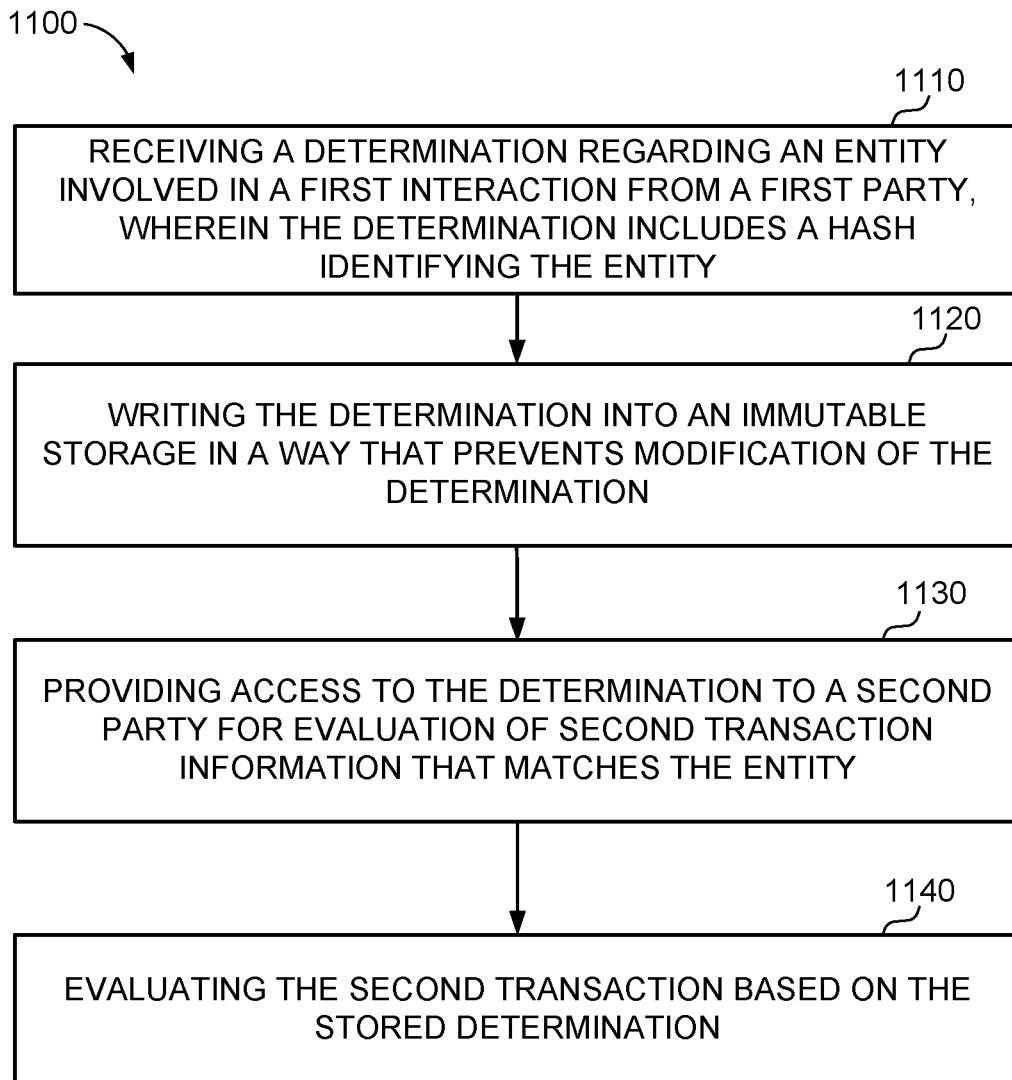 1100
1110
RECEIVING A DETERMINATION REGARDING AN ENTITY
INVOLVED IN A FIRST INTERACTION FROM A FIRST PARTY,
WHEREIN THE DETERMINATION INCLUDES A HASH
IDENTIFYING THE ENTITY
1120
WRITING THE DETERMINATION INTO AN IMMUTABLE
STORAGE IN A WAY THAT PREVENTS MODIFICATION OF THE
DETERMINATION
1130
PROVIDING ACCESS TO THE DETERMINATION TO A SECOND
PARTY FOR EVALUATION OF SECOND TRANSACTION
INFORMATION THAT MATCHES THE ENTITY
1140
EVALUATING THE SECOND TRANSACTION BASED ON THE
STORED DETERMINATION